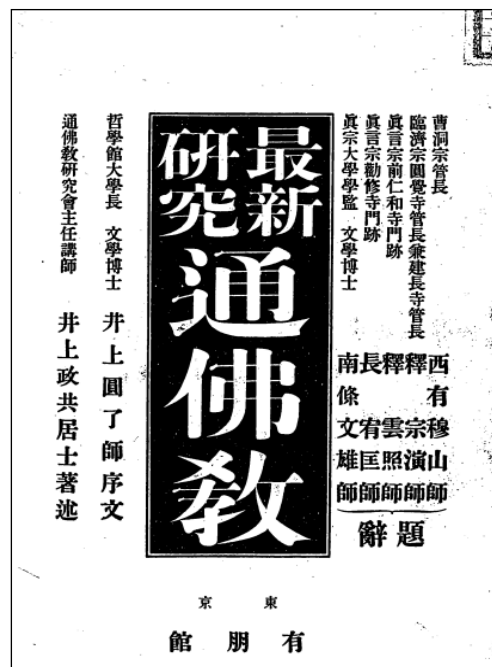 曹洞宗管長 西有穆山師
臨濟宗圓覺寺管長兼建長寺管長 釋宗演師
眞言宗前仁和寺門跡 釋雲照師
眞言宗勸修寺門跡 長宥匡師
眞宗大學學監 文學博士 南條文雄師
題辭
最新
研究
通佛教
哲學館大學長 文學博士 井上圓了師序文
通佛教研究會主任講師 井上政共居士著述
東京
有朋館